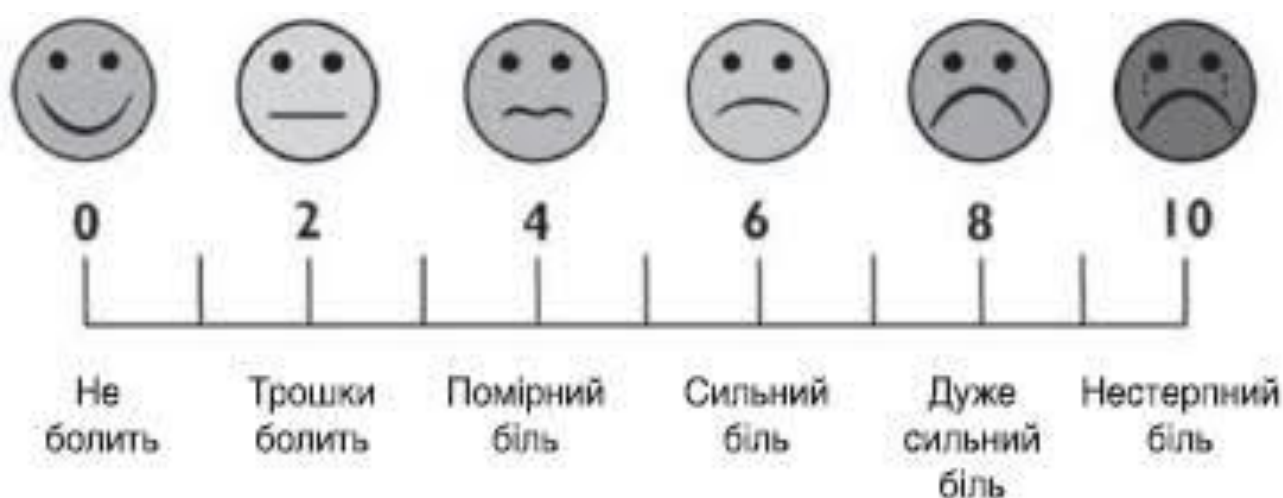 0 2 4 6 8 10
Не болить
Трошки болить
Помірний біль
Сильний біль
Дуже сильний біль
Нестерпний біль